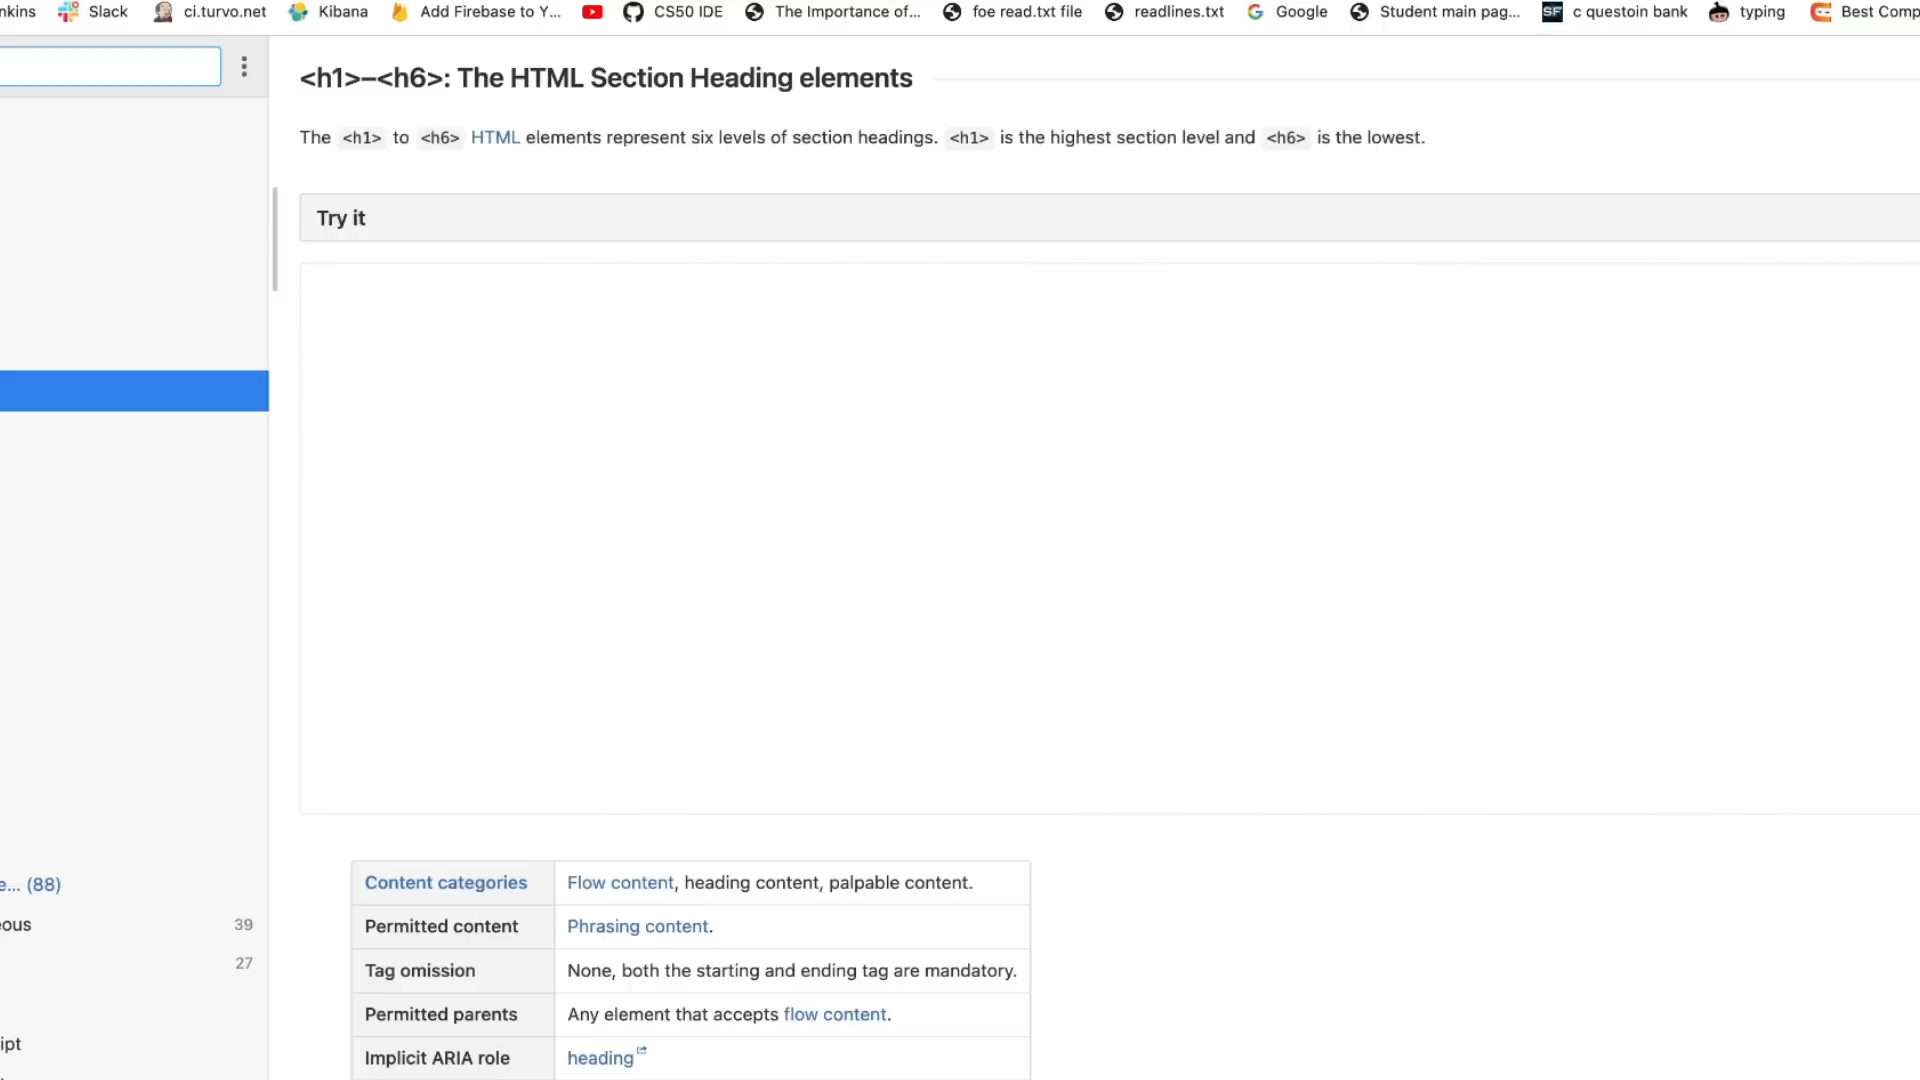 nkins Slack ci.turvo.net Kibana Add Firebase to Y... CS50 IDE The Importance of... foe read.txt file readlines.txt Google Student main pag... SF c questoin bank typing Best Comp
<h1>–<h6>: The HTML Section Heading elements
The <h1> to <h6> HTML elements represent six levels of section headings. <h1> is the highest section level and <h6> is the lowest.
Try it
e... (88)
eous 39
27
ipt
Content categories Flow content, heading content, palpable content.
Permitted content Phrasing content.
Tag omission None, both the starting and ending tag are mandatory.
Permitted parents Any element that accepts flow content.
Implicit ARIA role heading